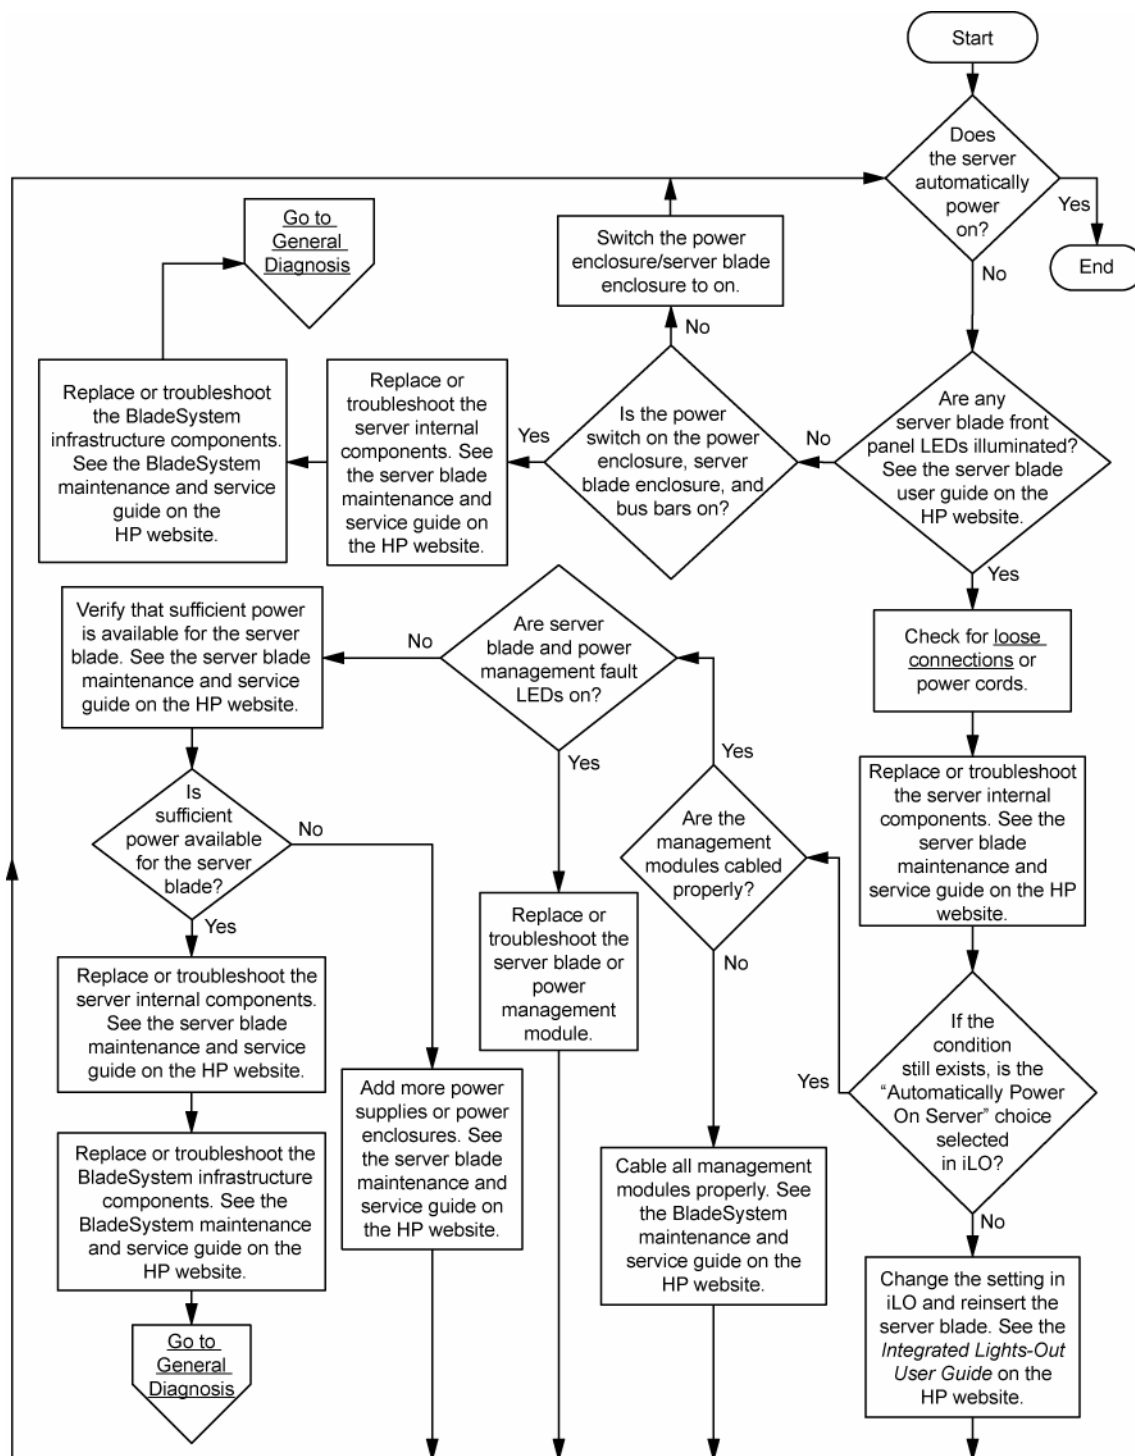 Start
Does
the server
automatically
power
on?
Yes
End
No
Go to
General
Diagnosis
Switch the power
enclosure/server blade
enclosure to on.
No
Replace or troubleshoot
the BladeSystem
infrastructure components.
See the BladeSystem
maintenance and service
guide on the
HP website.
Replace or
troubleshoot the
server internal
components. See
the server blade
maintenance and
service guide on
the HP website.
Yes
Is the power
switch on the power
enclosure, server
blade enclosure, and
bus bars on?
No
Are any
server blade front
panel LEDs illuminated?
See the server blade
user guide on the
HP website.
Yes
Verify that sufficient power
is available for the server
blade. See the server blade
maintenance and service
guide on the HP website.
No
Are server
blade and power
management fault
LEDs on?
Yes
Check for loose
connections or
power cords.
Yes
Is
sufficient
power available
for the server
blade?
No
Yes
Are the
management
modules cabled
properly?
No
Replace or troubleshoot
the server internal
components. See the
server blade
maintenance and
service guide on the HP
website.
Replace or
troubleshoot the
server blade or
power
management
module.
Replace or troubleshoot the
server internal components.
See the server blade
maintenance and service
guide on the HP website.
If the
condition
still exists, is the
“Automatically Power
On Server” choice
selected
in iLO?
Yes
No
Add more power
supplies or power
enclosures. See
the server blade
maintenance and
service guide on
the HP website.
Replace or troubleshoot the
BladeSystem infrastructure
components. See the
BladeSystem maintenance
and service guide on the
HP website.
Cable all management
modules properly. See
the BladeSystem
maintenance and
service guide on the
HP website.
Change the setting in
iLO and reinsert the
server blade. See the
Integrated Lights-Out
User Guide on the
HP website.
Go to
General
Diagnosis